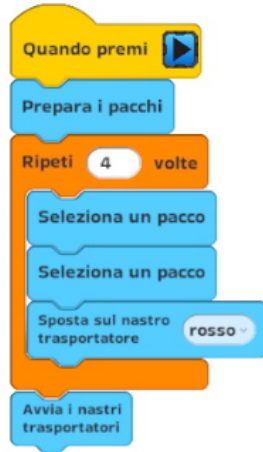 Quando premi
Prepara i pacchi
Ripeti 4 volte
Seleziona un pacco
Seleziona un pacco
Sposta sul nastro
trasportatore rosso
Avvia i nastri
trasportatori